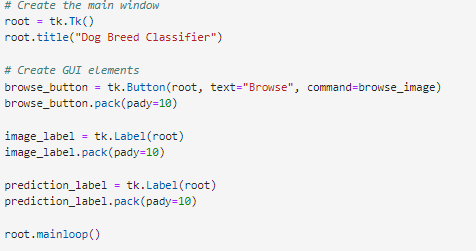 # Create the main window
root = tk.Tk()
root.title("Dog Breed Classifier")
# Create GUI elements
browse_button = tk.Button(root, text="Browse", command=browse_image)
browse_button.pack(pady=10)
image_label = tk.Label(root)
image_label.pack(pady=10)
prediction_label = tk.Label(root)
prediction_label.pack(pady=10)
root.mainloop()